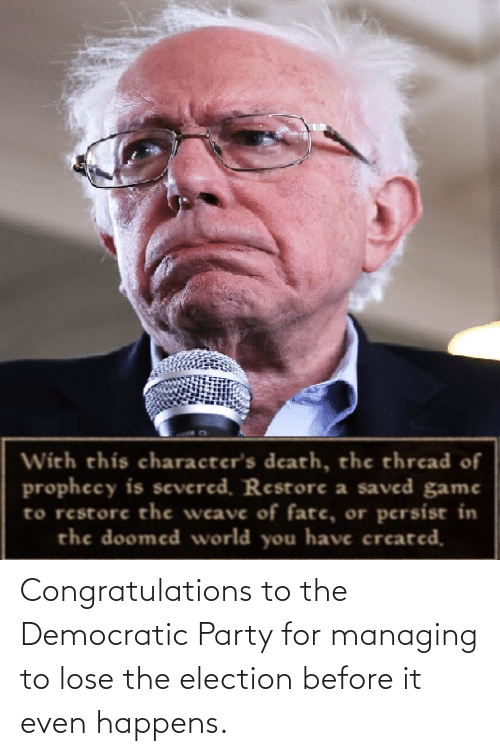 With this character's death, the thread of
prophecy is severed. Restore a saved game
to restore the weave of fate, or persist in
the doomed world you have created.
Congratulations to the
Democratic Party for managing
to lose the election before it
even happens.